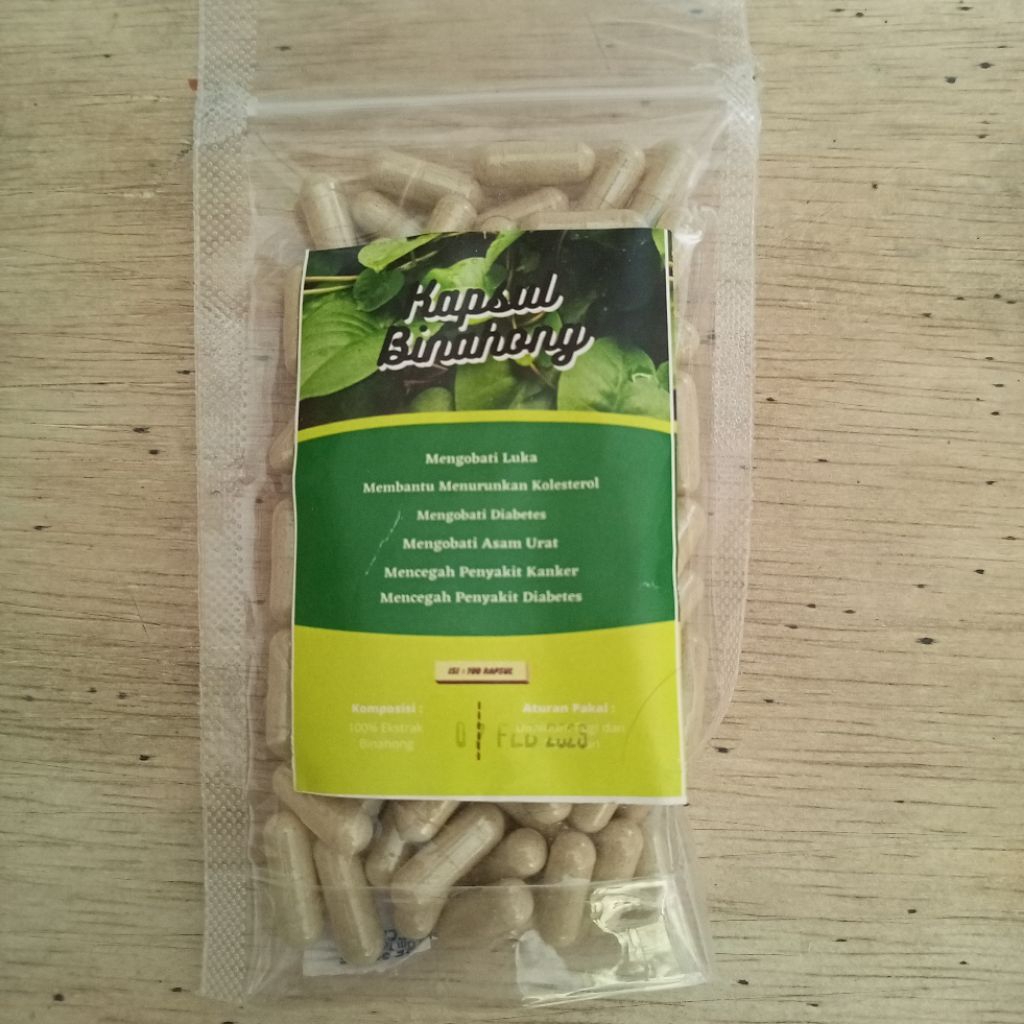 Kapsul
Binahong
Mengobati Luka
Membantu Menurunkan Kolesterol
Mengobati Diabetes
Mengobati Asam Urat
Mencegah Penyakit Kanker
Mencegah Penyakit Diabetes
ISI : 100 KAPSUL
Komposisi :
100% Ekstrak
Binahong
Aturan Pakai :
dan
FEB